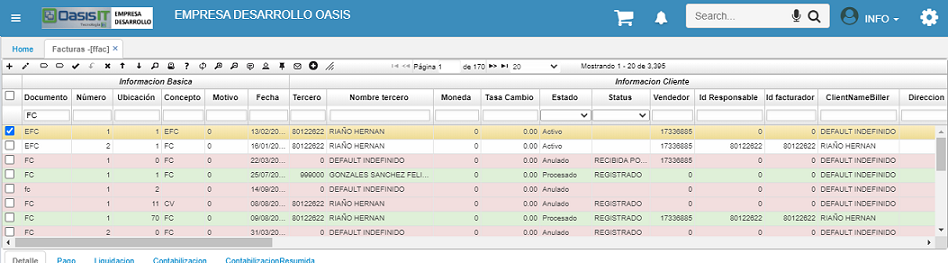 OasisIT EMPRESA DESARROLLO EMPRESA DESARROLLO OASIS Search... INFO
Home Facturas -[ffac] ×
Página 1 de 170 20 Mostrando 1 - 20 de 3,395
Informacion Basica Informacion Cliente
Documento Número Ubicación Concepto Motivo Fecha Tercero Nombre tercero Moneda Tasa Cambio Estado Status Vendedor Id Responsable Id facturador ClientNameBiller Direccion
FC
EFC 1 1 EFC 0 13/02/20... 80122622 RIAÑO HERNAN 0 0.00 Activo 17336885 0 0 DEFAULT INDEFINIDO
EFC 2 1 FC 0 16/01/20... 80122622 RIAÑO HERNAN 0 0.00 Activo 17336885 80122622 80122622 RIAÑO HERNAN
FC 1 0 FC 0 22/03/20... 0 DEFAULT INDEFINIDO 0 0.00 Anulado RECIBIDA PO... 17336885 0 0 DEFAULT INDEFINIDO
FC 1 1 FC 0 25/07/20... 999000 GONZALES SANCHEZ FELI... 0 0.00 Procesado REGISTRADO 0 0 DEFAULT INDEFINIDO
fc 1 2 0 14/09/20... 0 DEFAULT INDEFINIDO 0 0.00 Anulado 0 0 DEFAULT INDEFINIDO
FC 1 11 CV 0 08/08/20... 80122622 RIAÑO HERNAN 0 0.00 Anulado REGISTRADO 0 0 DEFAULT INDEFINIDO
FC 1 70 FC 0 09/08/20... 80122622 RIAÑO HERNAN 0 0.00 Procesado REGISTRADO 17336885 80122622 80122622 RIAÑO HERNAN
FC 2 0 FC 0 31/03/20... 0 DEFAULT INDEFINIDO 0 0.00 Anulado REGISTRADO 0 0 DEFAULT INDEFINIDO
Detalle Pago Liquidacion Contabilizacion ContabilizacionResumida